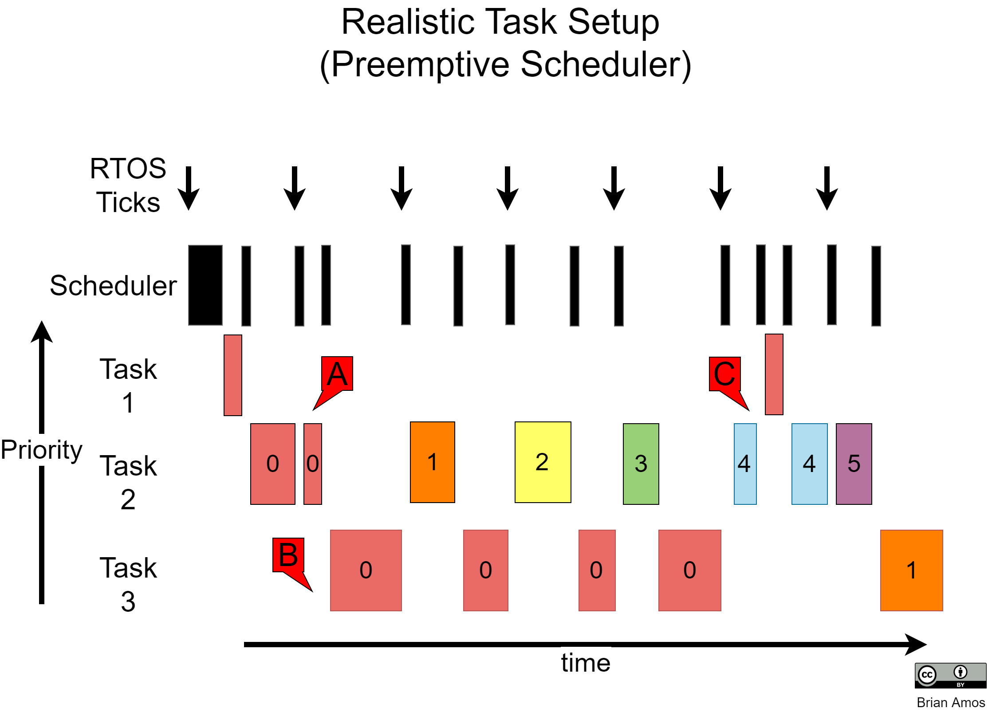 Realistic Task Setup
(Preemptive Scheduler)
RTOS
Ticks
Scheduler
Task
1
A
C
Priority
Task
2
0
0
1
2
3
4
4
5
B
Task
3
0
0
0
0
1
time
cc
BY
Brian Amos